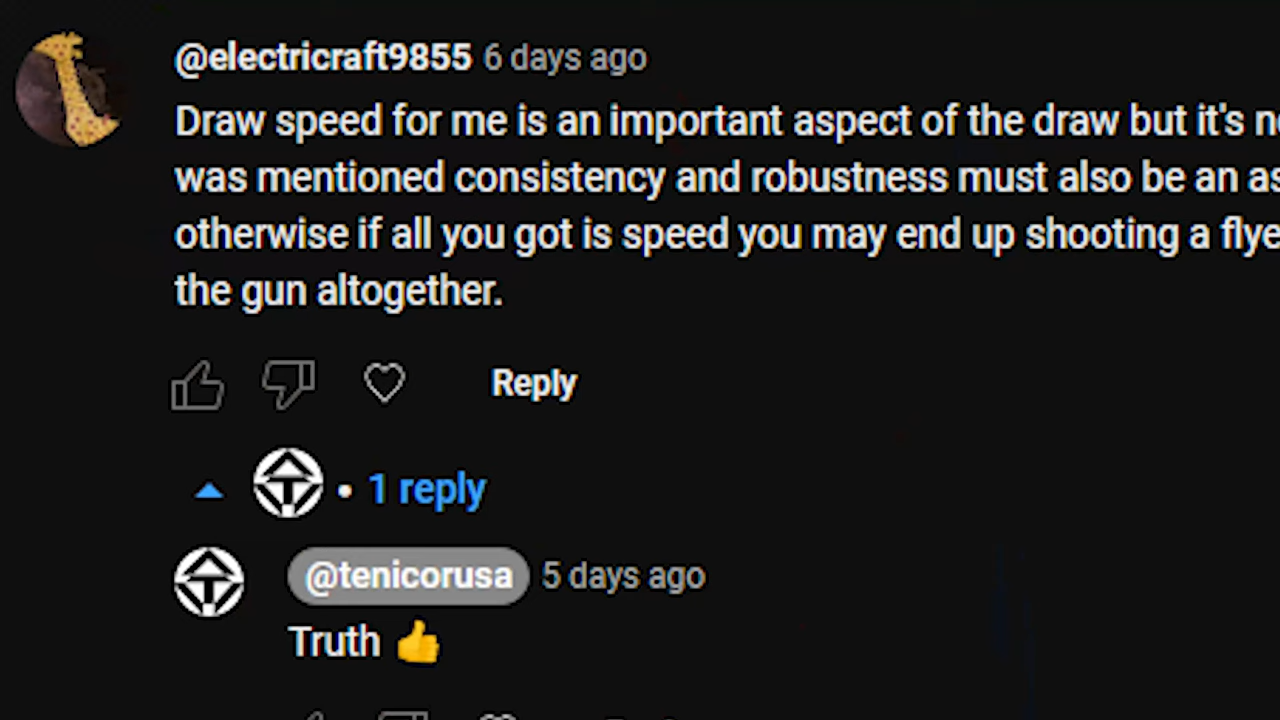 @electricraft9855 6 days ago
Draw speed for me is an important aspect of the draw but it's
was mentioned consistency and robustness must also be an
otherwise if all you got is speed you may end up shooting a
the gun altogether.
Reply
1 reply
@tenicorusa 5 days ago
Truth 👍